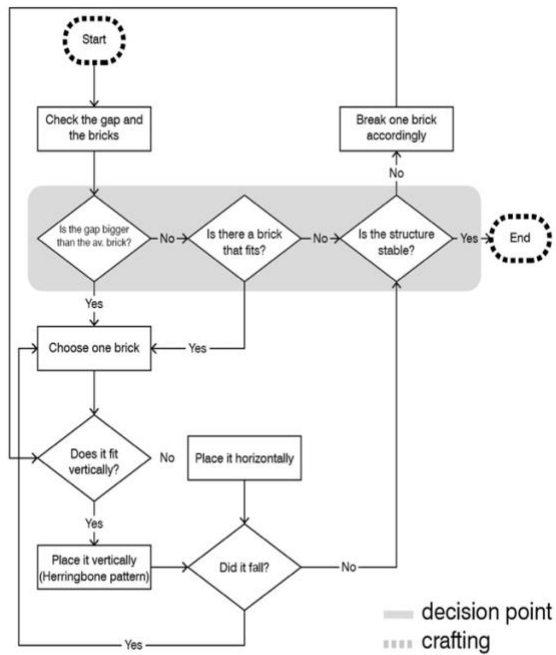 Start
Check the gap and
the bricks
Break one brick
accordingly
No
Is the gap bigger
than the av. brick?
No
Is there a brick
that fits?
No
Is the structure
stable?
Yes
End
Yes
Choose one brick
Yes
Does it fit
vertically?
No
Place it horizontally
Yes
Place it vertically
(Herringbone pattern)
Did it fall?
No
Yes
decision point
crafting